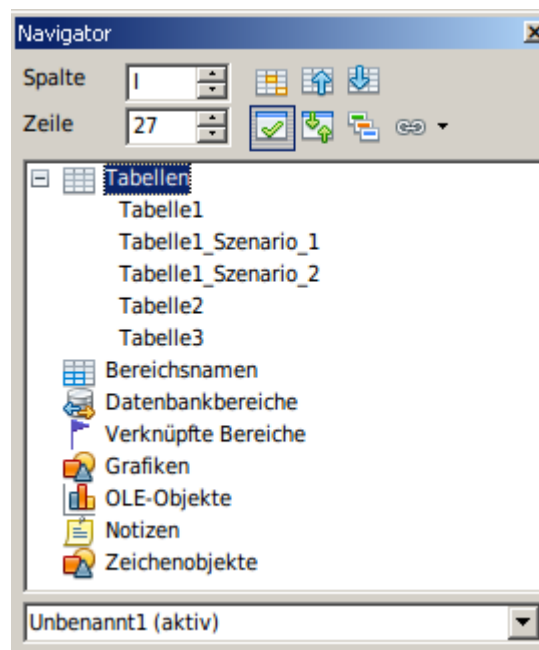 Navigator
Spalte I
Zeile 27
Tabellen
Tabelle1
Tabelle1_Szenario_1
Tabelle1_Szenario_2
Tabelle2
Tabelle3
Bereichsnamen
Datenbankbereiche
Verknüpfte Bereiche
Grafiken
OLE-Objekte
Notizen
Zeichenobjekte
Unbenannt1 (aktiv)